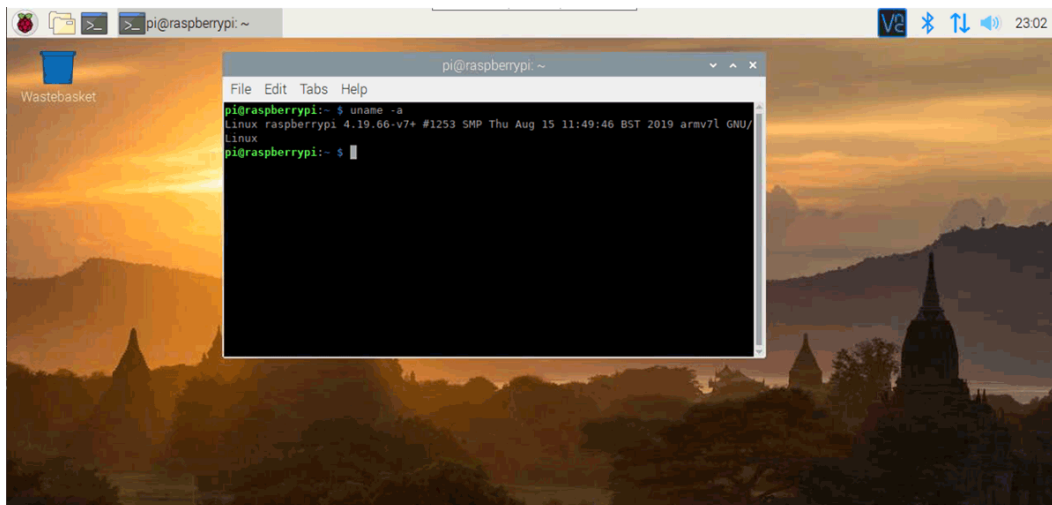 pi@raspberrypi: ~
23:02
Wastebasket
pi@raspberrypi: ~
File Edit Tabs Help
pi@raspberrypi:~ $ uname -a
Linux raspberrypi 4.19.66-v7+ #1253 SMP Thu Aug 15 11:49:46 BST 2019 armv7l GNU/
Linux
pi@raspberrypi:~ $